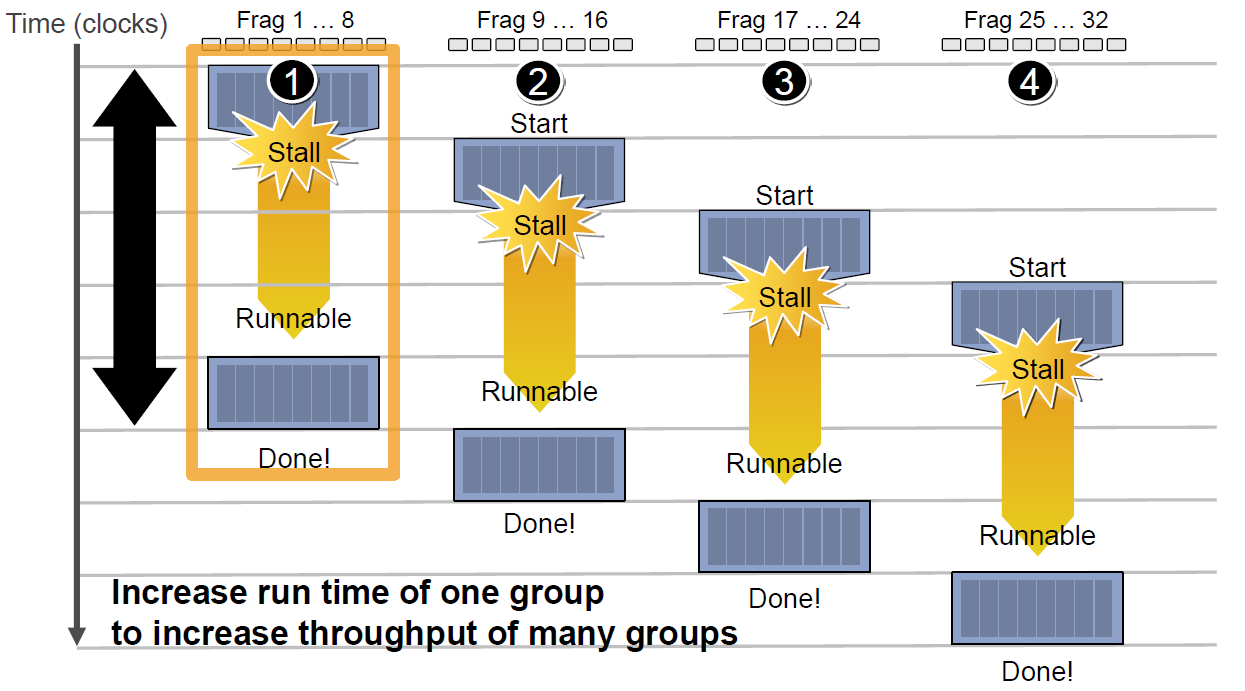 Time (clocks)
Frag 1 … 8
Frag 9 … 16
Frag 17 … 24
Frag 25 … 32
1
2
3
4
Start
Stall
Start
Stall
Start
Stall
Runnable
Stall
Runnable
Done!
Runnable
Done!
Runnable
Increase run time of one group
to increase throughput of many groups
Done!
Done!